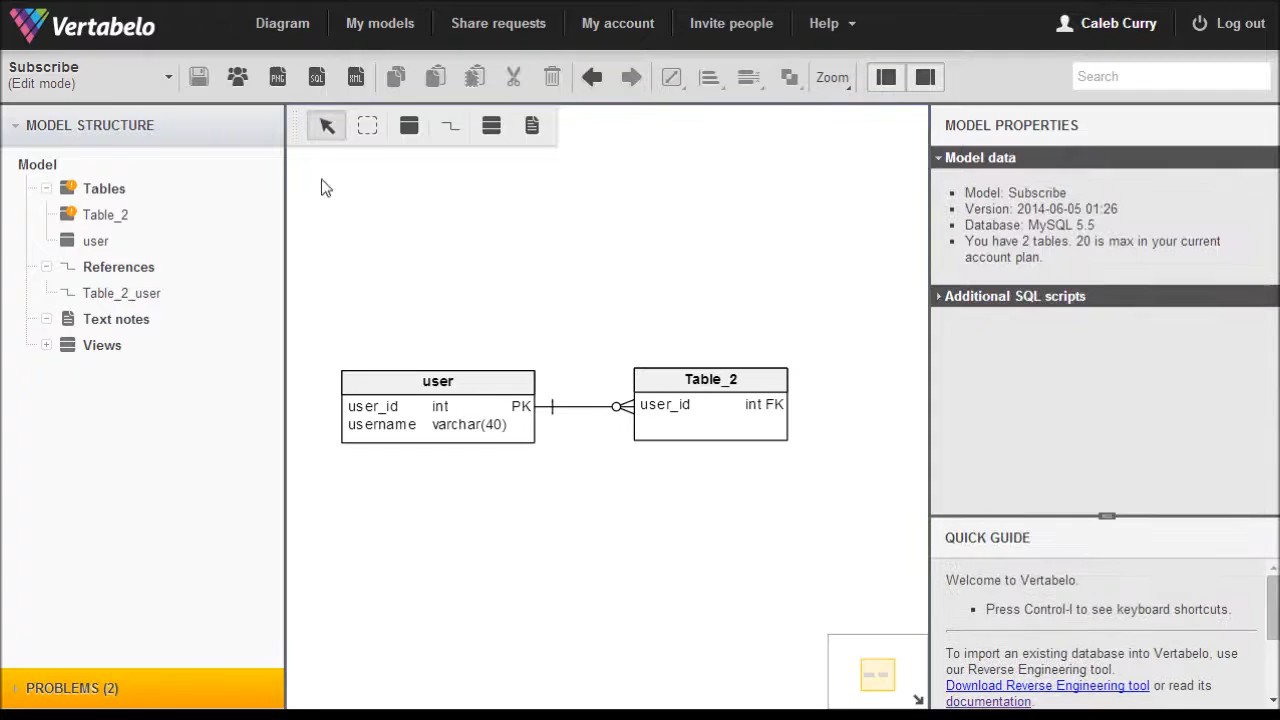 Vertabelo
Diagram
My models
Share requests
My account
Invite people
Help
Caleb Curry
Log out
Subscribe
(Edit mode)
PNG
SQL
XML
Zoom
Search
MODEL STRUCTURE
Model
Tables
Table_2
user
References
Table_2_user
Text notes
Views
PROBLEMS (2)
user
user_id int PK
username varchar(40)
Table_2
user_id int FK
MODEL PROPERTIES
Model data
Model: Subscribe
Version: 2014-06-05 01:26
Database: MySQL 5.5
You have 2 tables. 20 is max in your current
account plan.
Additional SQL scripts
QUICK GUIDE
Welcome to Vertabelo.
Press Control-I to see keyboard shortcuts.
To import an existing database into Vertabelo, use
our Reverse Engineering tool.
Download Reverse Engineering tool or read its
documentation.